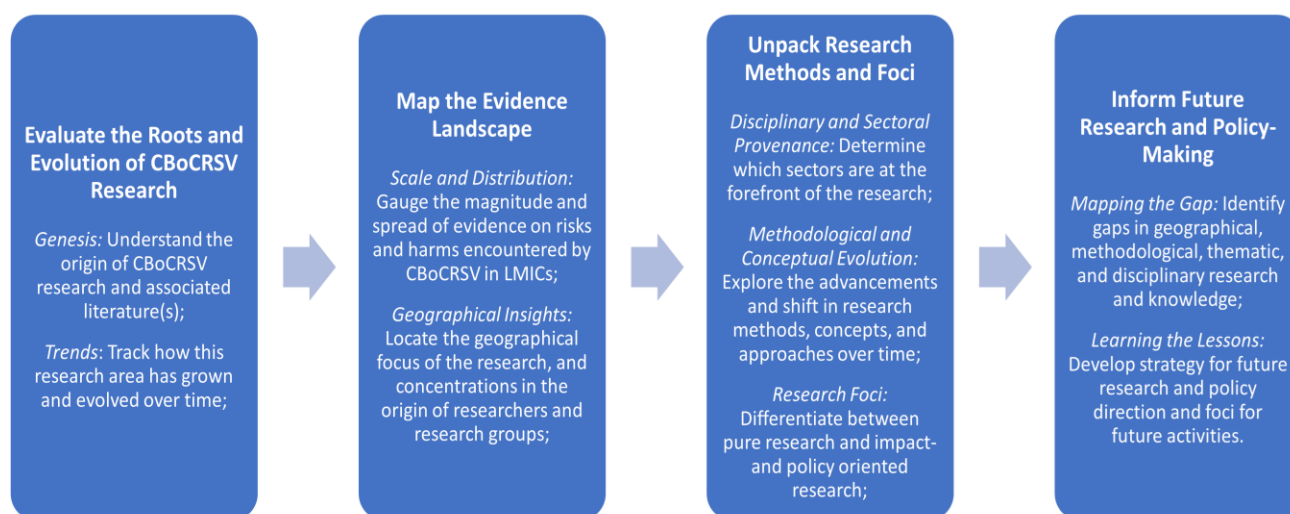 Evaluate the Roots and
Evolution of CBoCRSV
Research
Genesis: Understand the
origin of CBoCRSV
research and associated
literature(s);
Trends: Track how this
research area has grown
and evolved over time;
Map the Evidence
Landscape
Scale and Distribution:
Gauge the magnitude and
spread of evidence on risks
and harms encountered by
CBoCRSV in LMICs;
Geographical Insights:
Locate the geographical
focus of the research, and
concentrations in the
origin of researchers and
research groups;
Unpack Research
Methods and Foci
Disciplinary and Sectoral
Provenance: Determine
which sectors are at the
forefront of the research;
Methodological and
Conceptual Evolution:
Explore the advancements
and shift in research
methods, concepts, and
approaches over time;
Research Foci:
Differentiate between
pure research and impact-
and policy oriented
research;
Inform Future
Research and Policy-
Making
Mapping the Gap: Identify
gaps in geographical,
methodological, thematic,
and disciplinary research
and knowledge;
Learning the Lessons:
Develop strategy for future
research and policy
direction and foci for
future activities.